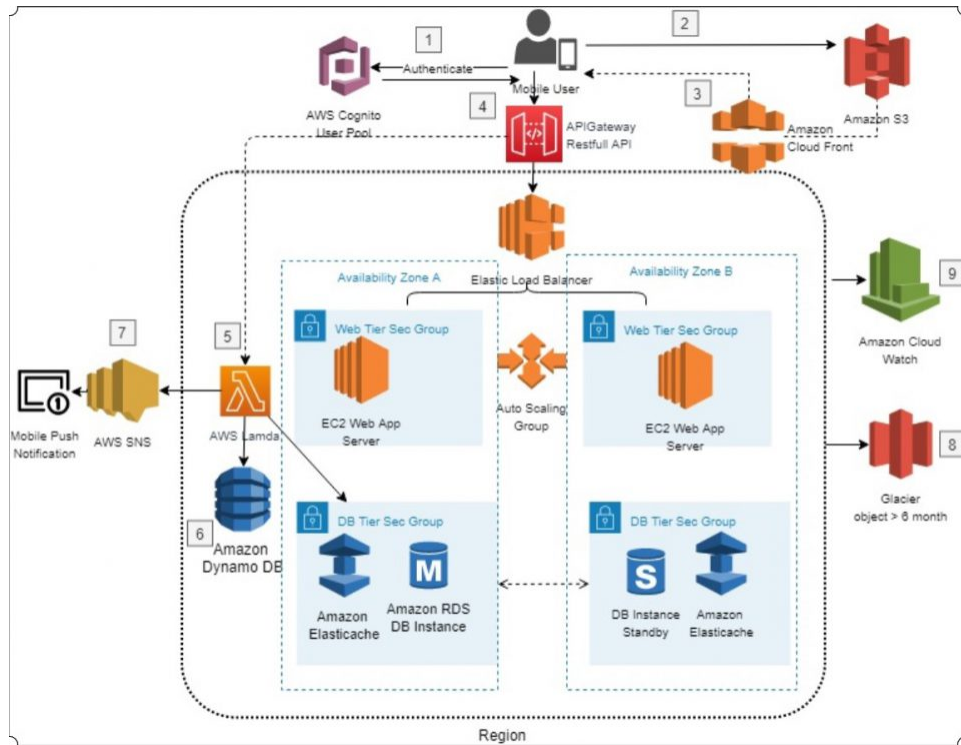 1
2
Authenticate
Mobile User
AWS Cognito
User Pool
4
APIGateway
Restfull API
3
Amazon
Cloud Front
Amazon S3
Availability Zone A
Elastic Load Balancer
Availability Zone B
9
Amazon Cloud
Watch
7
5
Web Tier Sec Group
Web Tier Sec Group
Mobile Push
Notification
1
AWS SNS
AWS Lamda
EC2 Web App
Server
Auto Scaling
Group
EC2 Web App
Server
8
Glacier
object > 6 month
6
Amazon
Dynamo DB
DB Tier Sec Group
M
Amazon
Elasticache
Amazon RDS
DB Instance
DB Tier Sec Group
S
DB Instance
Standby
Amazon
Elasticache
Region